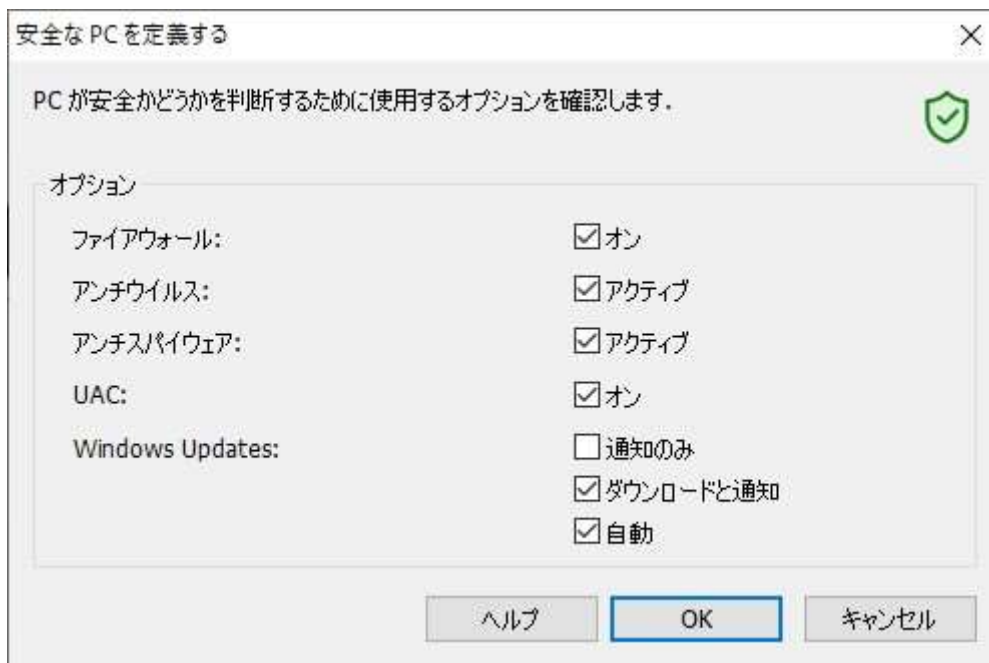 安全な PC を定義する
PC が安全かどうかを判断するために使用するオプションを確認します.
オプション
ファイアウォール: オン
アンチウイルス: アクティブ
アンチスパイウェア: アクティブ
UAC: オン
Windows Updates: 通知のみ
ダウンロードと通知
自動
ヘルプ OK キャンセル